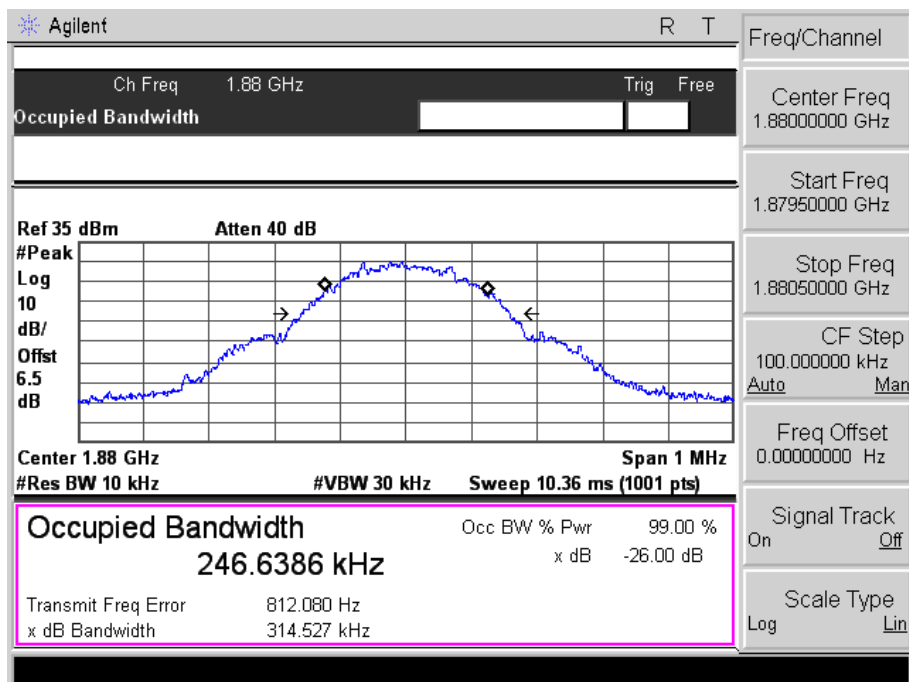 Agilent R T
Freq/Channel
Ch Freq 1.88 GHz Trig Free
Occupied Bandwidth
Center Freq
1.88000000 GHz
Start Freq
1.87950000 GHz
Stop Freq
1.88050000 GHz
CF Step
100.000000 kHz
Auto Man
Freq Offset
0.00000000 Hz
Signal Track
On Off
Scale Type
Log Lin
Ref 35 dBm Atten 40 dB
#Peak
Log
10
dB/
Offst
6.5
dB
Center 1.88 GHz Span 1 MHz
#Res BW 10 kHz #VBW 30 kHz Sweep 10.36 ms (1001 pts)
Occupied Bandwidth
246.6386 kHz
Occ BW % Pwr 99.00 %
x dB -26.00 dB
Transmit Freq Error 812.080 Hz
x dB Bandwidth 314.527 kHz